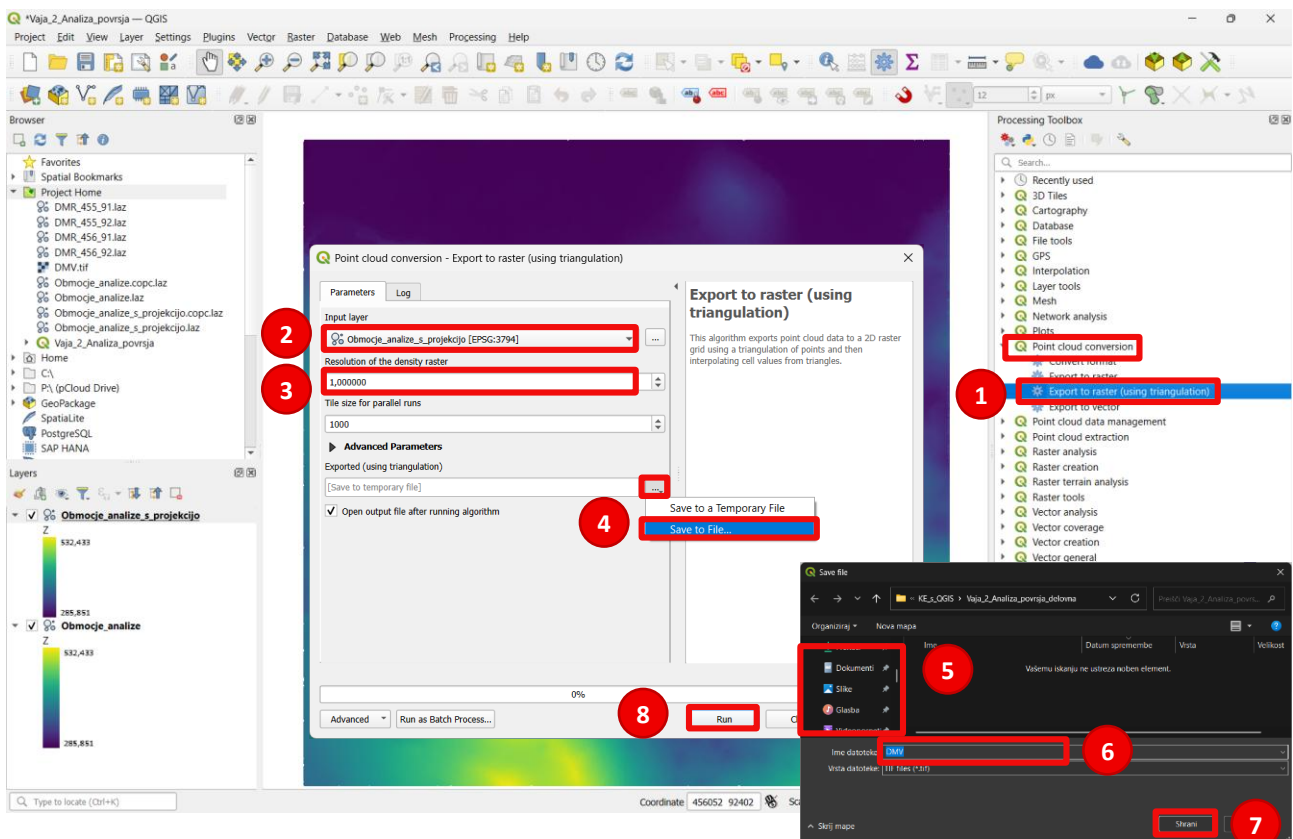 *Vaja_2_Analiza_povrsja — QGIS
Project Edit View Layer Settings Plugins Vector Raster Database Web Mesh Processing Help
12 px
Browser
Favorites
Spatial Bookmarks
Project Home
DMR_455_91.laz
DMR_455_92.laz
DMR_456_91.laz
DMR_456_92.laz
DMV.tif
Obmocje_analize.copc.laz
Obmocje_analize.laz
Obmocje_analize_s_projekcijo.copc.laz
Obmocje_analize_s_projekcijo.laz
Vaja_2_Analiza_povrsja
Home
C:\
P:\ (pCloud Drive)
GeoPackage
SpatiaLite
PostgreSQL
SAP HANA
Layers
Obmocje_analize_s_projekcijo
Z
532,433
285,851
Obmocje_analize
Z
532,433
285,851
Type to locate (Ctrl+K)
Coordinate 456052 92402
Point cloud conversion - Export to raster (using triangulation)
Parameters Log
Input layer
2
Obmocje_analize_s_projekcijo [EPSG:3794] ...
Resolution of the density raster
3
1,000000
Tile size for parallel runs
1000
Advanced Parameters
Exported (using triangulation)
[Save to temporary file] ...
Open output file after running algorithm
4
Save to a Temporary File
Save to File...
Export to raster (using
triangulation)
This algorithm exports point cloud data to a 2D raster
grid using a triangulation of points and then
interpolating cell values from triangles.
0%
Advanced Run as Batch Process...
8
Run
Processing Toolbox
Search...
Recently used
3D Tiles
Cartography
Database
File tools
GPS
Interpolation
Layer tools
Mesh
Network analysis
Plots
Point cloud conversion
Convert format
Export to raster
1
Export to raster (using triangulation)
Export to vector
Point cloud data management
Point cloud extraction
Raster analysis
Raster creation
Raster terrain analysis
Raster tools
Vector analysis
Vector coverage
Vector creation
Vector general
Save file
« KE_s_QGIS › Vaja_2_Analiza_povrsja_delovna
Organiziraj Nova mapa
Ime Datum spremembe Vrsta Velikost
Dokumenti
Slike
Glasba
5
Vašemu iskanju ne ustreza noben element.
Ime datoteke: DMV
6
Vrsta datoteke: TIF files (*.tif)
Skrij mape
Shrani
7